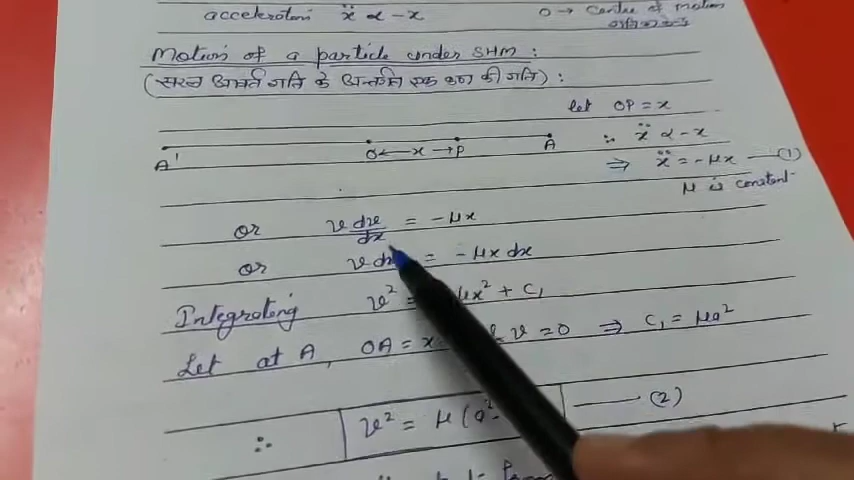 acceleration ẍ ∝ -x O → Centre of motion
Motion of a particle under SHM :
(सरल आवर्त गति के अन्तर्गत एक कण की गति) :
let OP = x
∴ ẍ ∝ -x
A' O ← x → P A
⇒ ẍ = -μx —(1)
μ is constant
or v dv/dx = -μx
or v dv = -μx dx
Integrating v² = μx² + C₁
Let at A, OA = x & v = 0 ⇒ C₁ = μa²
∴ v² = μ(a² - —(2)